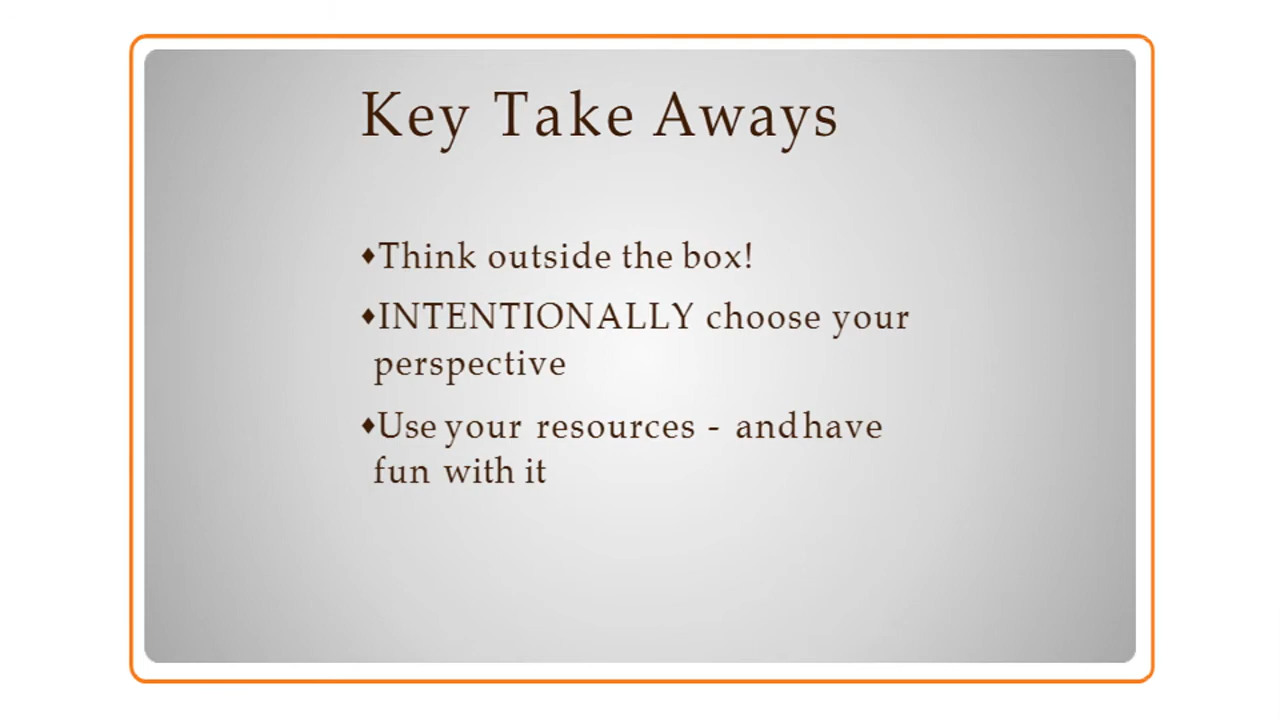 Key Take Aways
♦Think outside the box!
♦INTENTIONALLY choose your
perspective
♦Use your resources - and have
fun with it